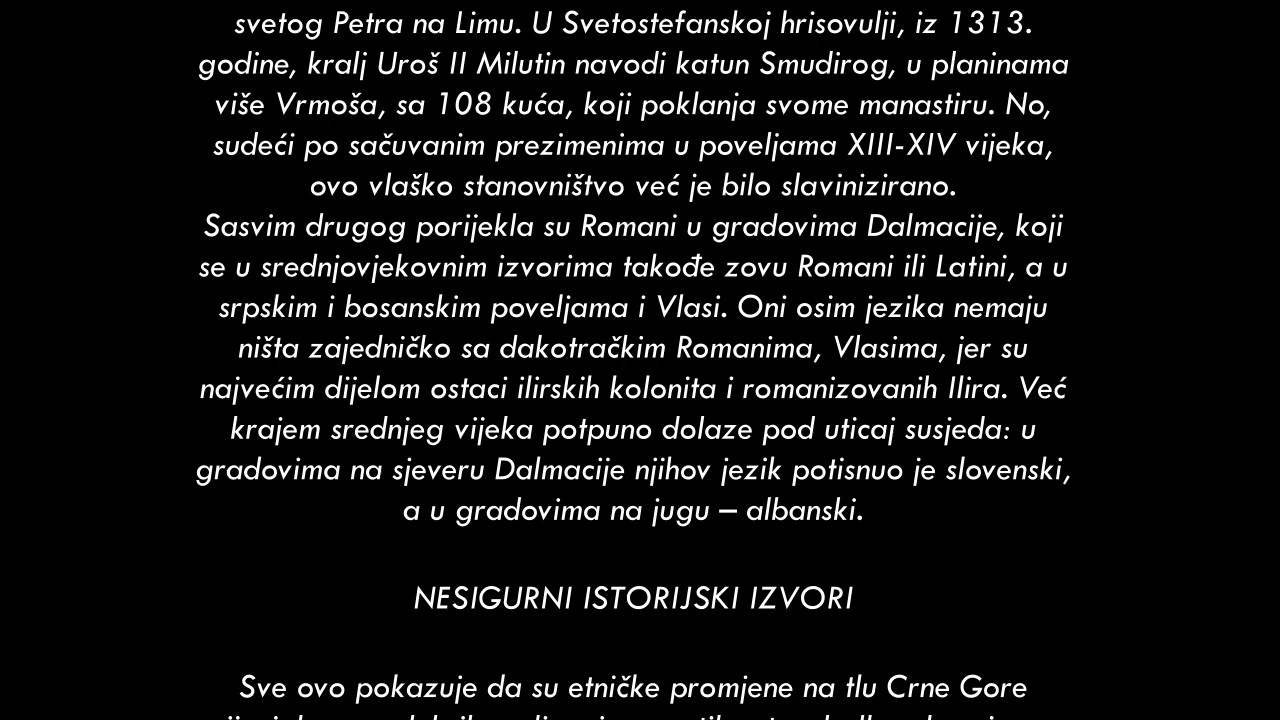 svetog Petra na Limu. U Svetostefanskoj hrisovulji, iz 1313.
godine, kralj Uroš II Milutin navodi katun Smudirog, u planinama
više Vrmoša, sa 108 kuća, koji poklanja svome manastiru. No,
sudeći po sačuvanim prezimenima u poveljama XIII-XIV vijeka,
ovo vlaško stanovništvo već je bilo slavinizirano.
Sasvim drugog porijekla su Romani u gradovima Dalmacije, koji
se u srednjovjekovnim izvorima takođe zovu Romani ili Latini, a u
srpskim i bosanskim poveljama i Vlasi. Oni osim jezika nemaju
ništa zajedničko sa dakotračkim Romanima, Vlasima, jer su
najvećim dijelom ostaci ilirskih kolonita i romanizovanih Ilira. Već
krajem srednjeg vijeka potpuno dolaze pod uticaj susjeda: u
gradovima na sjeveru Dalmacije njihov jezik potisnuo je slovenski,
a u gradovima na jugu – albanski.
NESIGURNI ISTORIJSKI IZVORI
Sve ovo pokazuje da su etničke promjene na tlu Crne Gore